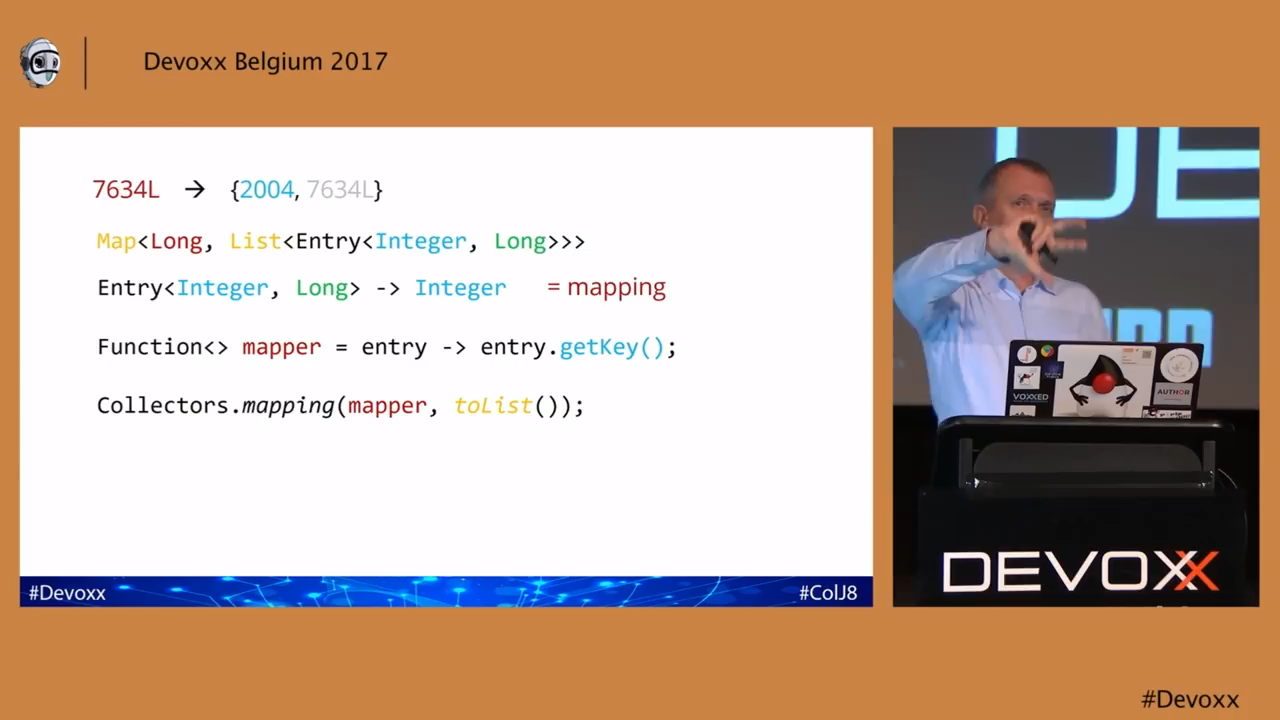 Devoxx Belgium 2017
7634L → {2004, 7634L}
Map<Long, List<Entry<Integer, Long>>>
Entry<Integer, Long> -> Integer = mapping
Function<> mapper = entry -> entry.getKey();
Collectors.mapping(mapper, toList());
#Devoxx
#ColJ8
DE
VOXXED
AUTHOR
DEVOXX
#Devoxx